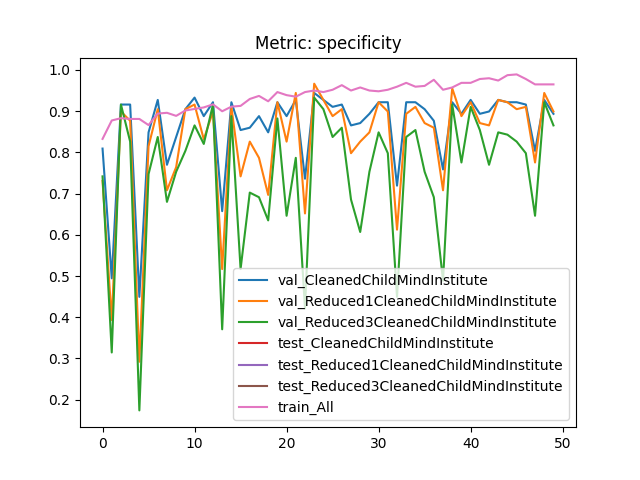 Metric: specificity
1.0
0.9
0.8
0.7
0.6
0.5
0.4
0.3
0.2
val_CleanedChildMindInstitute
val_Reduced1CleanedChildMindInstitute
val_Reduced3CleanedChildMindInstitute
test_CleanedChildMindInstitute
test_Reduced1CleanedChildMindInstitute
test_Reduced3CleanedChildMindInstitute
train_All
0 10 20 30 40 50